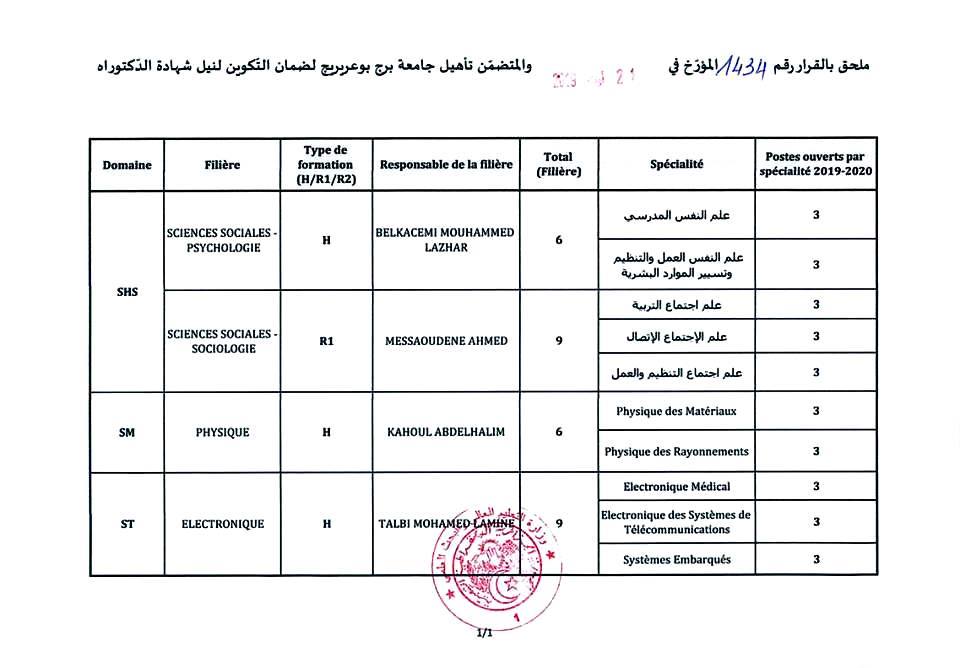 ملحق بالقرار رقم 1434 المؤرّخ في 21 والمتضمّن تأهيل جامعة برج بوعريريج لضمان التّكوين لنيل شهادة الدّكتوراه
Domaine Filière Type de formation (H/R1/R2) Responsable de la filière Total (Filière) Spécialité Postes ouverts par spécialité 2019-2020
SHS
SCIENCES SOCIALES - PSYCHOLOGIE H BELKACEMI MOUHAMMED LAZHAR 6
علم النفس المدرسي 3
علم النفس العمل والتنظيم
وتسيير الموارد البشرية 3
SCIENCES SOCIALES - SOCIOLOGIE R1 MESSAOUDENE AHMED 9
علم اجتماع التربية 3
علم الإجتماع الإتصال 3
علم اجتماع التنظيم والعمل 3
SM PHYSIQUE H KAHOUL ABDELHALIM 6
Physique des Matériaux 3
Physique des Rayonnements 3
ST ELECTRONIQUE H TALBI MOHAMED LAMINE 9
Electronique Médical 3
Electronique des Systèmes de
Télécommunications 3
Systèmes Embarqués 3
1
1/1